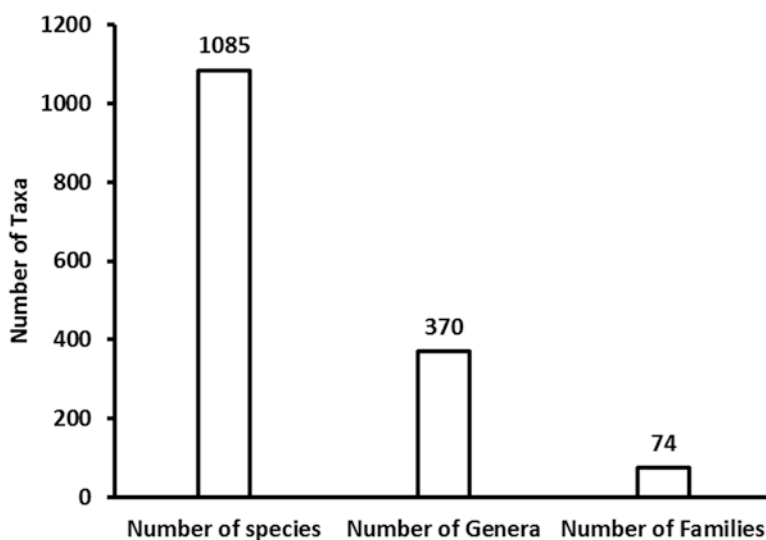 1200
1085
1000
800
600
400
370
200
74
0
Number of Taxa
Number of species
Number of Genera
Number of Families